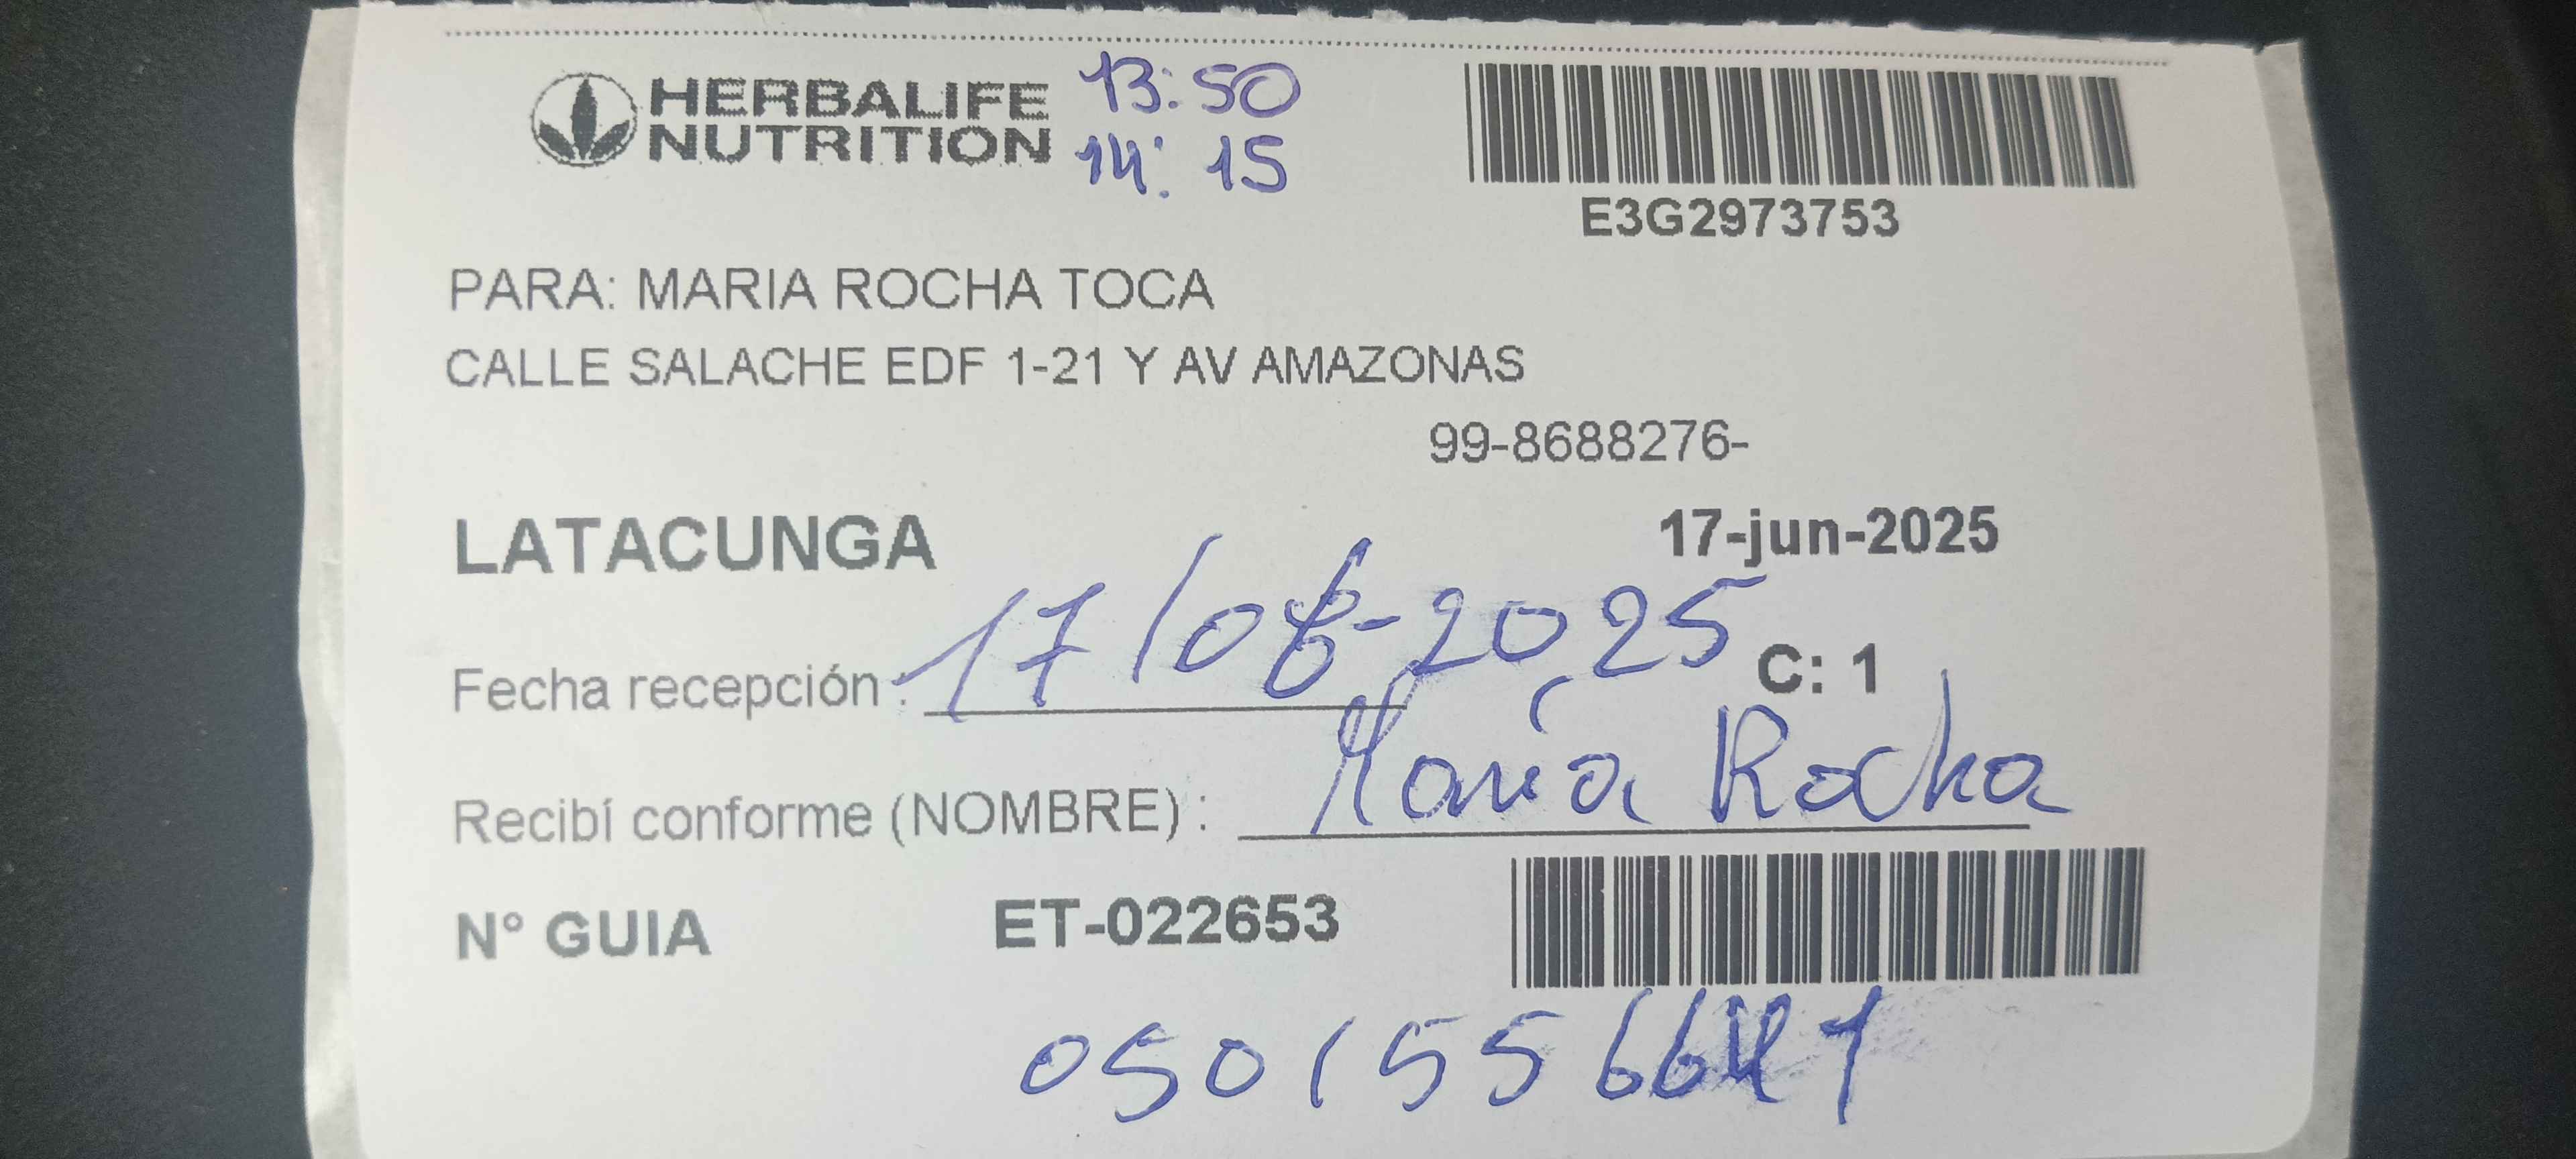 HERBALIFE
NUTRITION
13:50
14:15
E3G2973753
PARA: MARIA ROCHA TOCA
CALLE SALACHE EDF 1-21 Y AV AMAZONAS
99-8688276-
LATACUNGA
17-jun-2025
Fecha recepción : 17/06-2025
C: 1
Recibí conforme (NOMBRE) : María Rocha
N° GUIA ET-022653